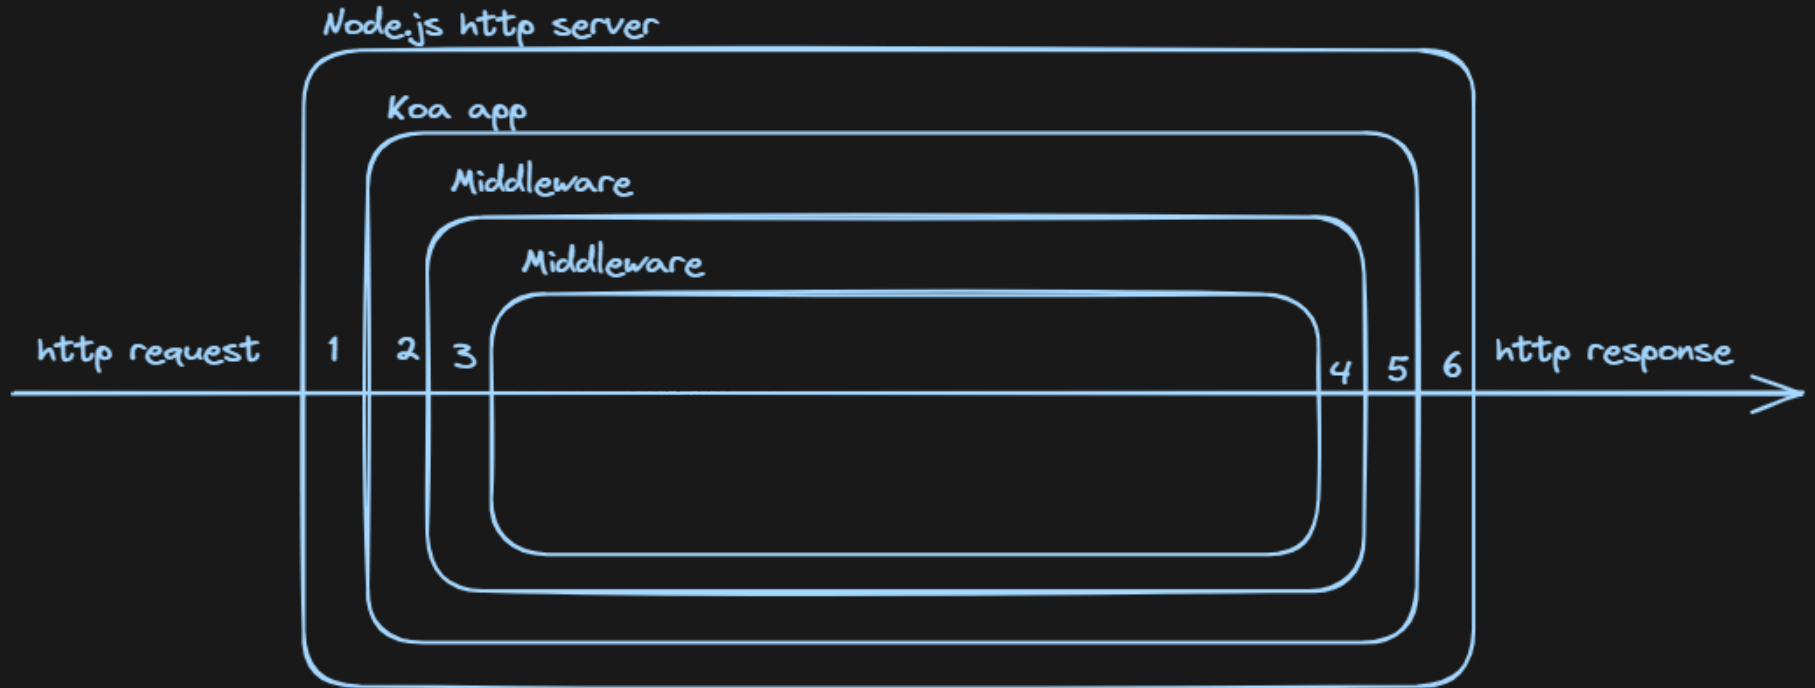 Node.js http server
Koa app
Middleware
Middleware
http request 1 2 3 4 5 6 http response